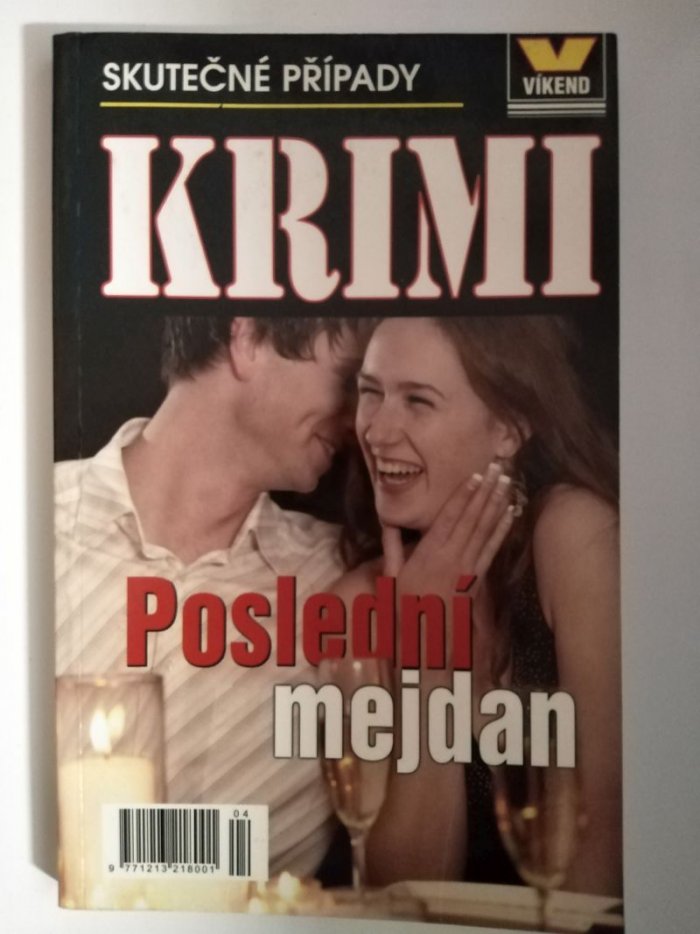 SKUTEČNÉ PŘÍPADY
V
VÍKEND
KRIMI
Poslední
mejdan
04
9 771213 218001